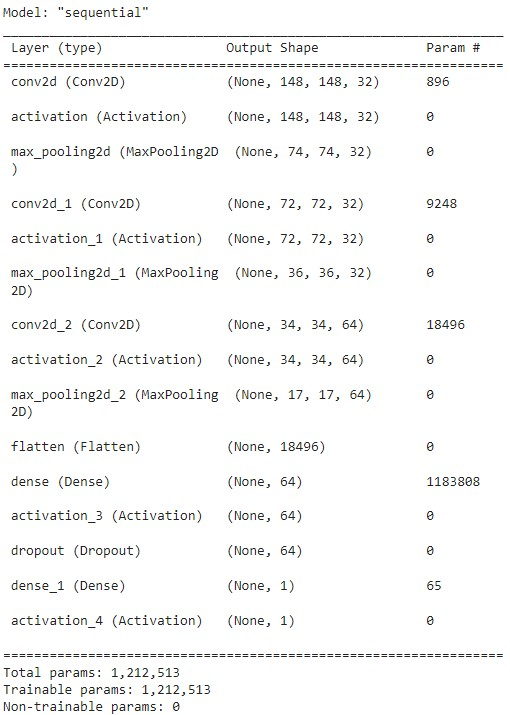 Model: "sequential"
_________________________________________________________________
Layer (type) Output Shape Param #
=================================================================
conv2d (Conv2D) (None, 148, 148, 32) 896
activation (Activation) (None, 148, 148, 32) 0
max_pooling2d (MaxPooling2D (None, 74, 74, 32) 0
)
conv2d_1 (Conv2D) (None, 72, 72, 32) 9248
activation_1 (Activation) (None, 72, 72, 32) 0
max_pooling2d_1 (MaxPooling (None, 36, 36, 32) 0
2D)
conv2d_2 (Conv2D) (None, 34, 34, 64) 18496
activation_2 (Activation) (None, 34, 34, 64) 0
max_pooling2d_2 (MaxPooling (None, 17, 17, 64) 0
2D)
flatten (Flatten) (None, 18496) 0
dense (Dense) (None, 64) 1183808
activation_3 (Activation) (None, 64) 0
dropout (Dropout) (None, 64) 0
dense_1 (Dense) (None, 1) 65
activation_4 (Activation) (None, 1) 0
=================================================================
Total params: 1,212,513
Trainable params: 1,212,513
Non-trainable params: 0